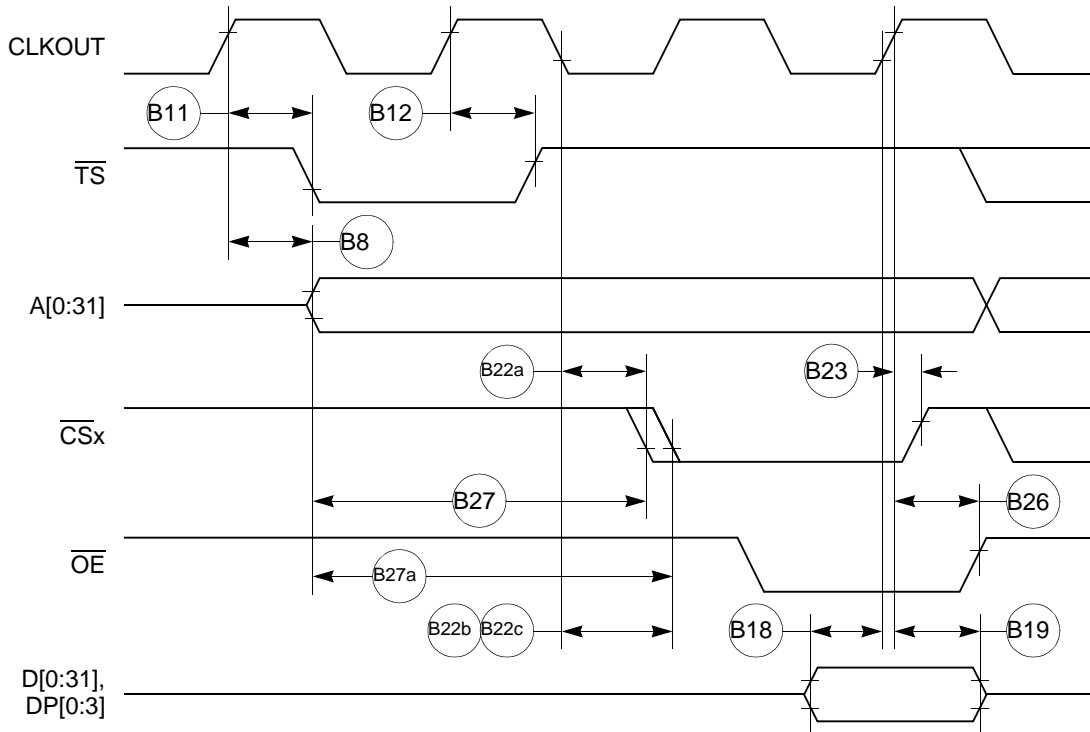 CLKOUT
B11
B12
TS
B8
A[0:31]
B22a
B23
CSx
B27
B26
OE
B27a
B22b B22c
B18
B19
D[0:31],
DP[0:3]